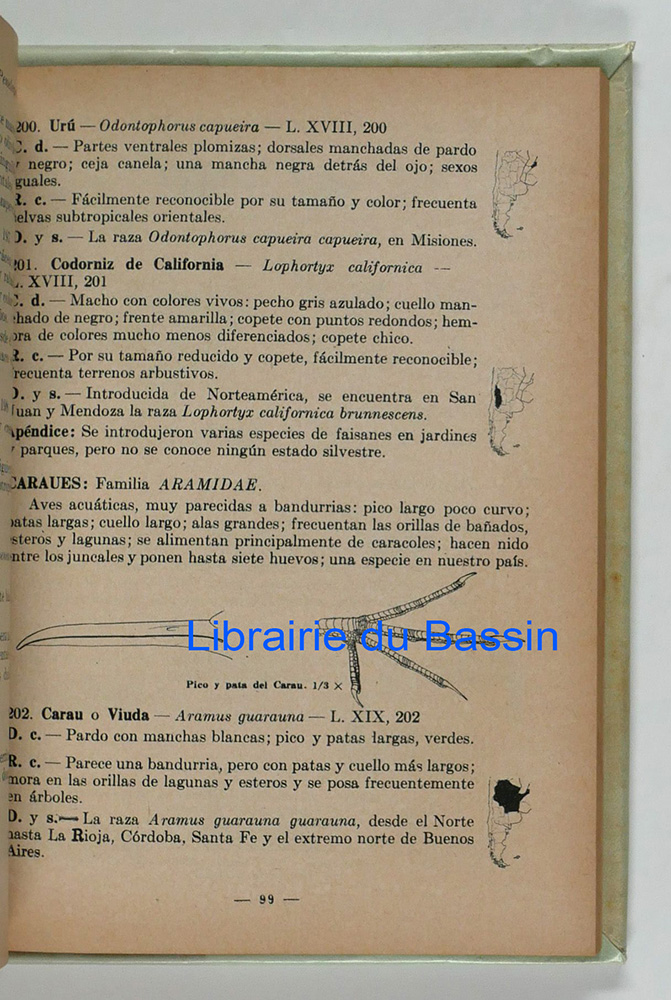 200. Urú — Odontophorus capueira — L. XVIII, 200
C. d. — Partes ventrales plomizas; dorsales manchadas de pardo
y negro; ceja canela; una mancha negra detrás del ojo; sexos
iguales.
R. c. — Fácilmente reconocible por su tamaño y color; frecuenta
selvas subtropicales orientales.
D. y s. — La raza Odontophorus capueira capueira, en Misiones.
201. Codorniz de California — Lophortyx californica —
L. XVIII, 201
C. d. — Macho con colores vivos: pecho gris azulado; cuello man-
chado de negro; frente amarilla; copete con puntos redondos; hem-
bra de colores mucho menos diferenciados; copete chico.
R. c. — Por su tamaño reducido y copete, fácilmente reconocible;
frecuenta terrenos arbustivos.
D. y s. — Introducida de Norteamérica, se encuentra en San
Juan y Mendoza la raza Lophortyx californica brunnescens.
Apéndice: Se introdujeron varias especies de faisanes en jardines
y parques, pero no se conoce ningún estado silvestre.
CARAUES: Familia ARAMIDAE.
Aves acuáticas, muy parecidas a bandurrias: pico largo poco curvo;
patas largas; cuello largo; alas grandes; frecuentan las orillas de bañados,
esteros y lagunas; se alimentan principalmente de caracoles; hacen nido
entre los juncales y ponen hasta siete huevos; una especie en nuestro país.
Librairie du Bassin
Pico y pata del Carau. 1/3 ×
202. Carau o Viuda — Aramus guarauna — L. XIX, 202
D. c. — Pardo con manchas blancas; pico y patas largas, verdes.
R. c. — Parece una bandurria, pero con patas y cuello más largos;
mora en las orillas de lagunas y esteros y se posa frecuentemente
en árboles.
D. y s. — La raza Aramus guarauna guarauna, desde el Norte
hasta La Rioja, Córdoba, Santa Fe y el extremo norte de Buenos
Aires.
— 99 —